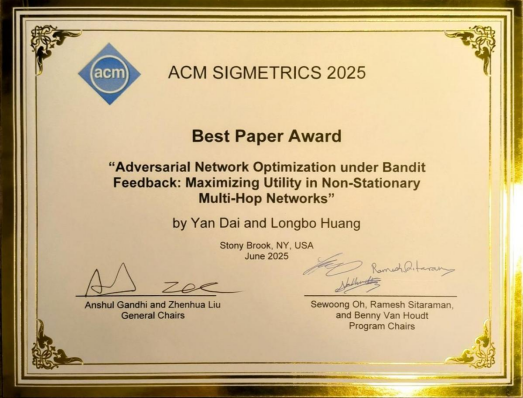 acm
ACM SIGMETRICS 2025
Best Paper Award
“Adversarial Network Optimization under Bandit
Feedback: Maximizing Utility in Non-Stationary
Multi-Hop Networks”
by Yan Dai and Longbo Huang
Stony Brook, NY, USA
June 2025
Anshul Gandhi and Zhenhua Liu
General Chairs
Sewoong Oh, Ramesh Sitaraman,
and Benny Van Houdt
Program Chairs